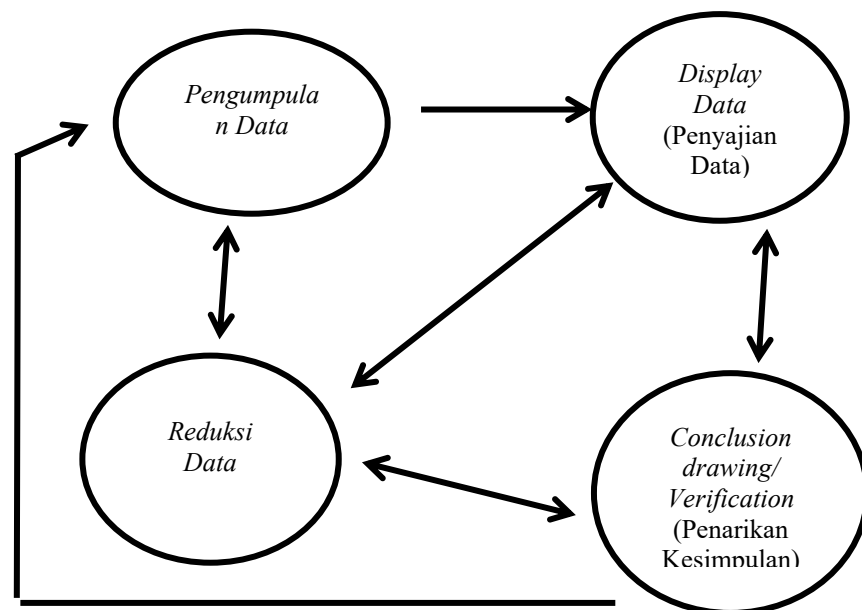 Pengumpula
n Data
Display
Data
(Penyajian
Data)
Reduksi
Data
Conclusion
drawing/
Verification
(Penarikan
Kesimpulan)